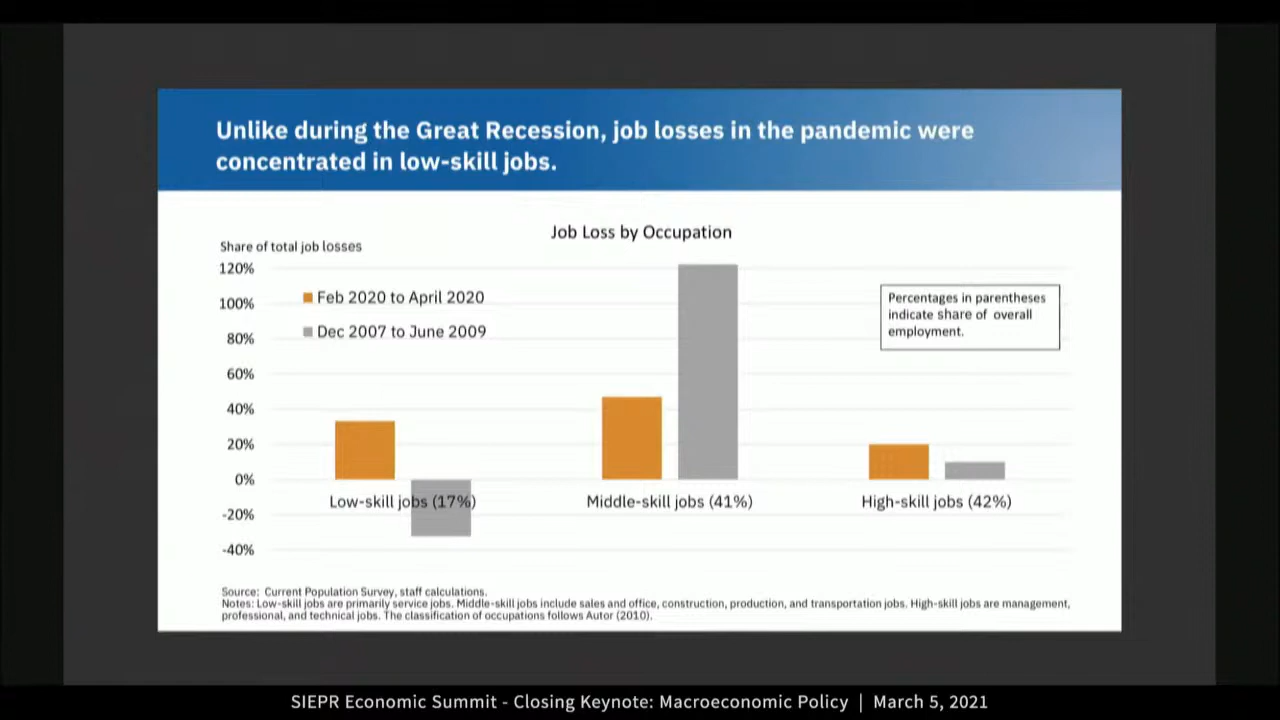 Unlike during the Great Recession, job losses in the pandemic were
concentrated in low-skill jobs.
Job Loss by Occupation
Share of total job losses
120%
100%
80%
60%
40%
20%
0%
-20%
-40%
Feb 2020 to April 2020
Dec 2007 to June 2009
Percentages in parentheses
indicate share of overall
employment.
Low-skill jobs (17%)
Middle-skill jobs (41%)
High-skill jobs (42%)
Source: Current Population Survey, staff calculations.
Notes: Low-skill jobs are primarily service jobs. Middle-skill jobs include sales and office, construction, production, and transportation jobs. High-skill jobs are management,
professional, and technical jobs. The classification of occupations follows Autor (2010).
SIEPR Economic Summit - Closing Keynote: Macroeconomic Policy | March 5, 2021